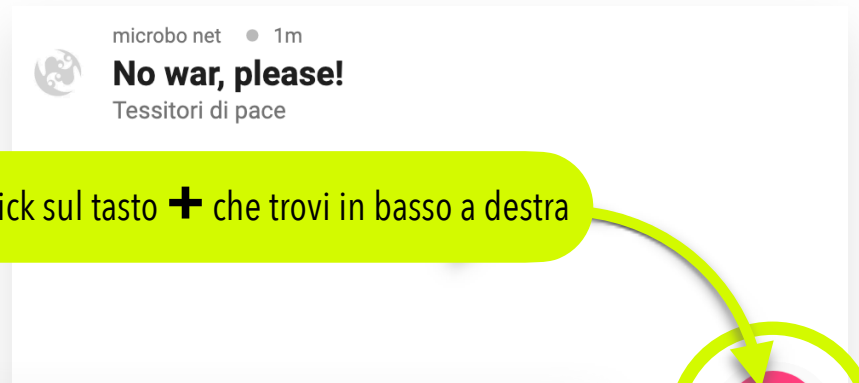 microbo net ● 1m
No war, please!
Tessitori di pace
ick sul tasto + che trovi in basso a destra